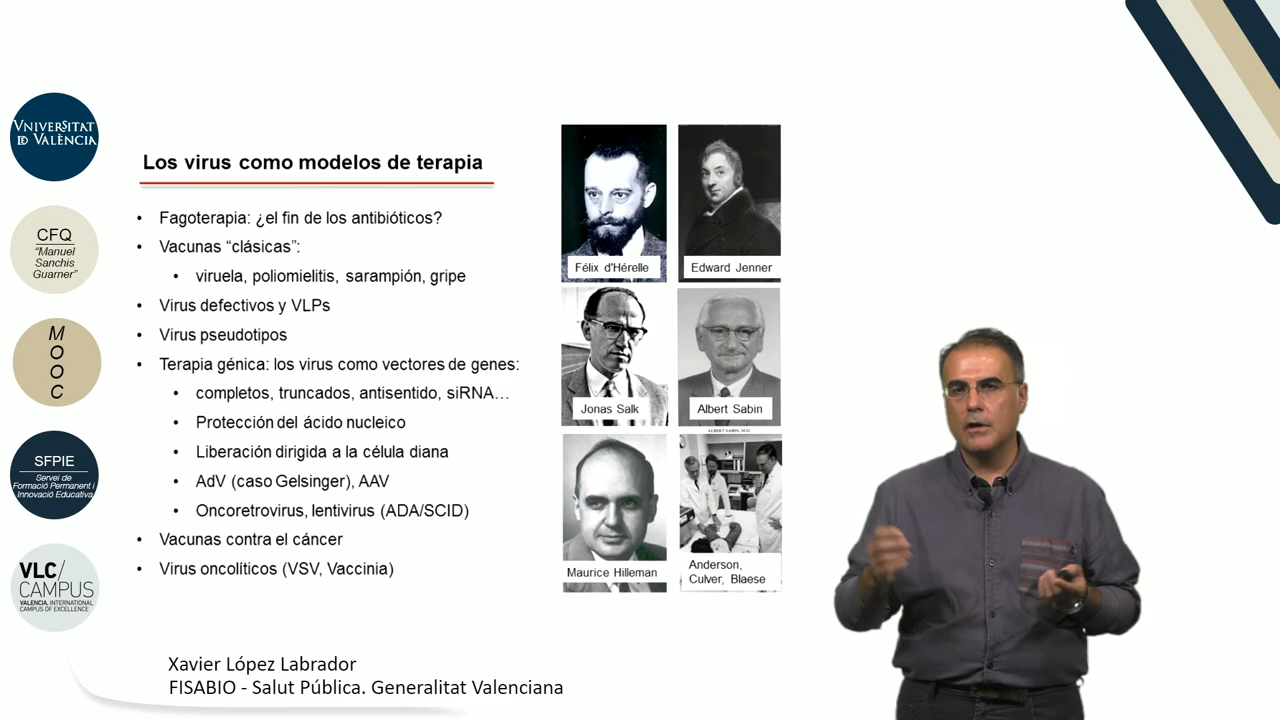 VNIVERSITAT
ID VALÈNCIA
CFQ
“Manuel
Sanchis
Guarner”
M
O
O
C
SFPIE
Servei de
Formació Permanent i
Innovació Educativa
VLC/
CAMPUS
VALENCIA, INTERNATIONAL
CAMPUS OF EXCELLENCE
Los virus como modelos de terapia
• Fagoterapia: ¿el fin de los antibióticos?
• Vacunas “clásicas”:
• viruela, poliomielitis, sarampión, gripe
• Virus defectivos y VLPs
• Virus pseudotipos
• Terapia génica: los virus como vectores de genes:
• completos, truncados, antisentido, siRNA…
• Protección del ácido nucleico
• Liberación dirigida a la célula diana
• AdV (caso Gelsinger), AAV
• Oncoretrovirus, lentivirus (ADA/SCID)
• Vacunas contra el cáncer
• Virus oncolíticos (VSV, Vaccinia)
Félix d'Hérelle
Edward Jenner
Jonas Salk
Albert Sabin
ALBERT SABIN, M.D.
Maurice Hilleman
Anderson,
Culver, Blaese
Xavier López Labrador
FISABIO - Salut Pública. Generalitat Valenciana